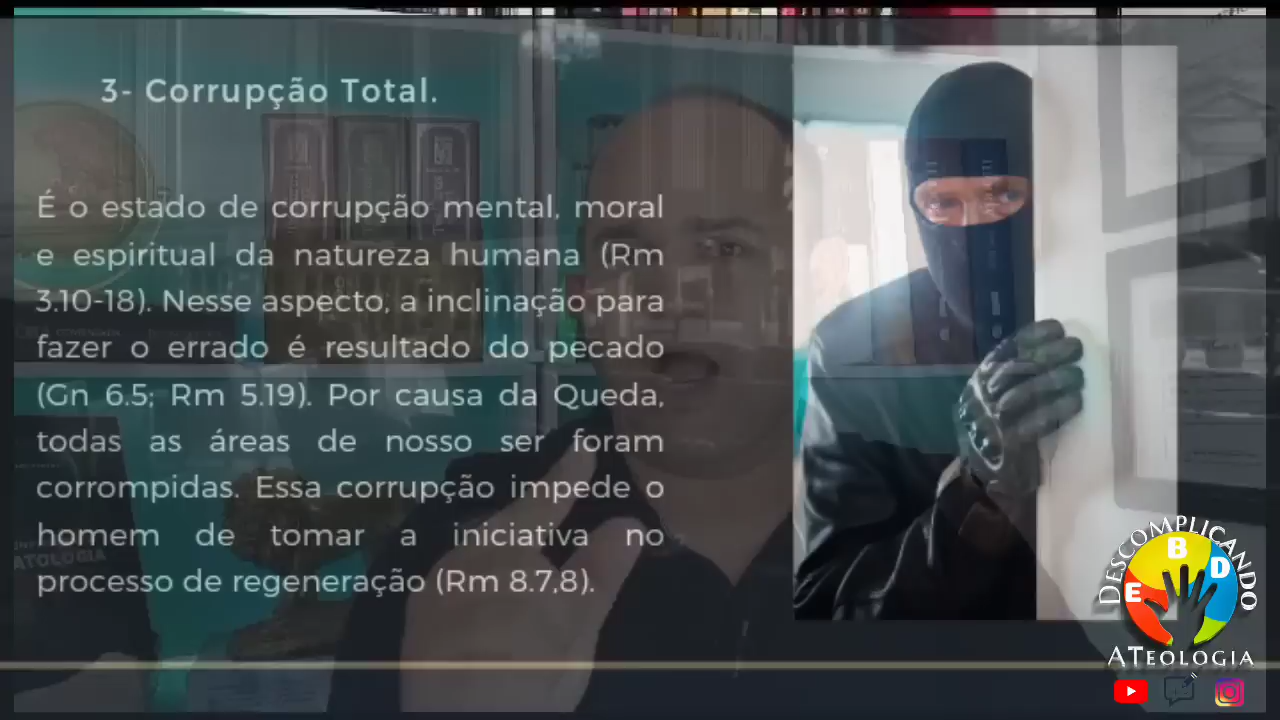 3- Corrupção Total.
É o estado de corrupção mental, moral
e espiritual da natureza humana (Rm
3.10-18). Nesse aspecto, a inclinação para
fazer o errado é resultado do pecado
(Gn 6.5; Rm 5.19). Por causa da Queda,
todas as áreas de nosso ser foram
corrompidas. Essa corrupção impede o
homem de tomar a iniciativa no
processo de regeneração (Rm 8.7,8).
DESCOMPLICANDO
E B D
ATEOLOGIA
ATOLOGIA